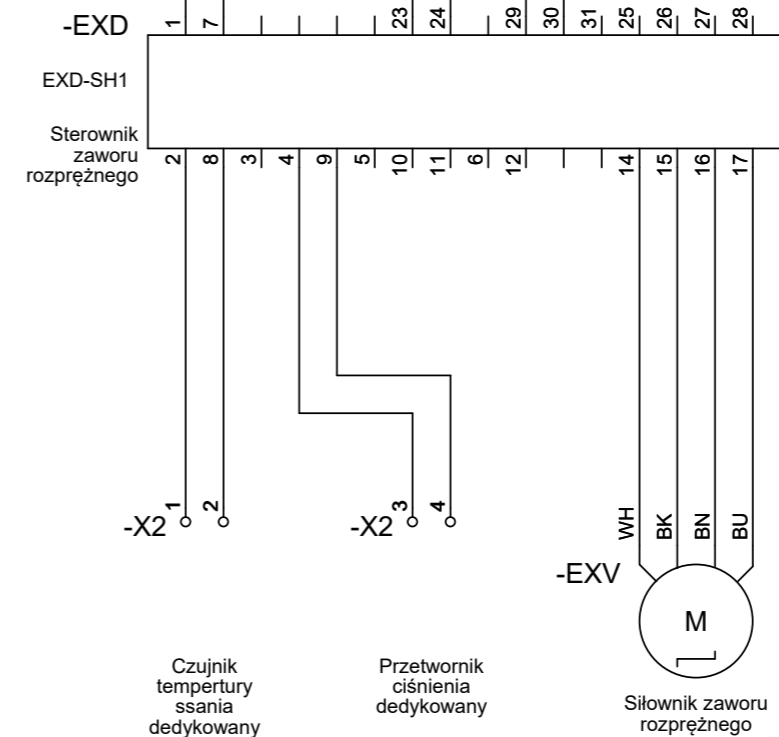 -EXD
1 7 23 24 29 30 31 25 26 27 28
EXD-SH1
Sterownik
zaworu
rozprężnego
2 8 3 4 9 5 10 11 6 12 14 15 16 17
-X2 1 2
-X2 3 4
WH BK BN BU
-EXV
M
Czujnik
tempertury
ssania
dedykowany
Przetwornik
ciśnienia
dedykowany
Siłownik zaworu
rozprężnego